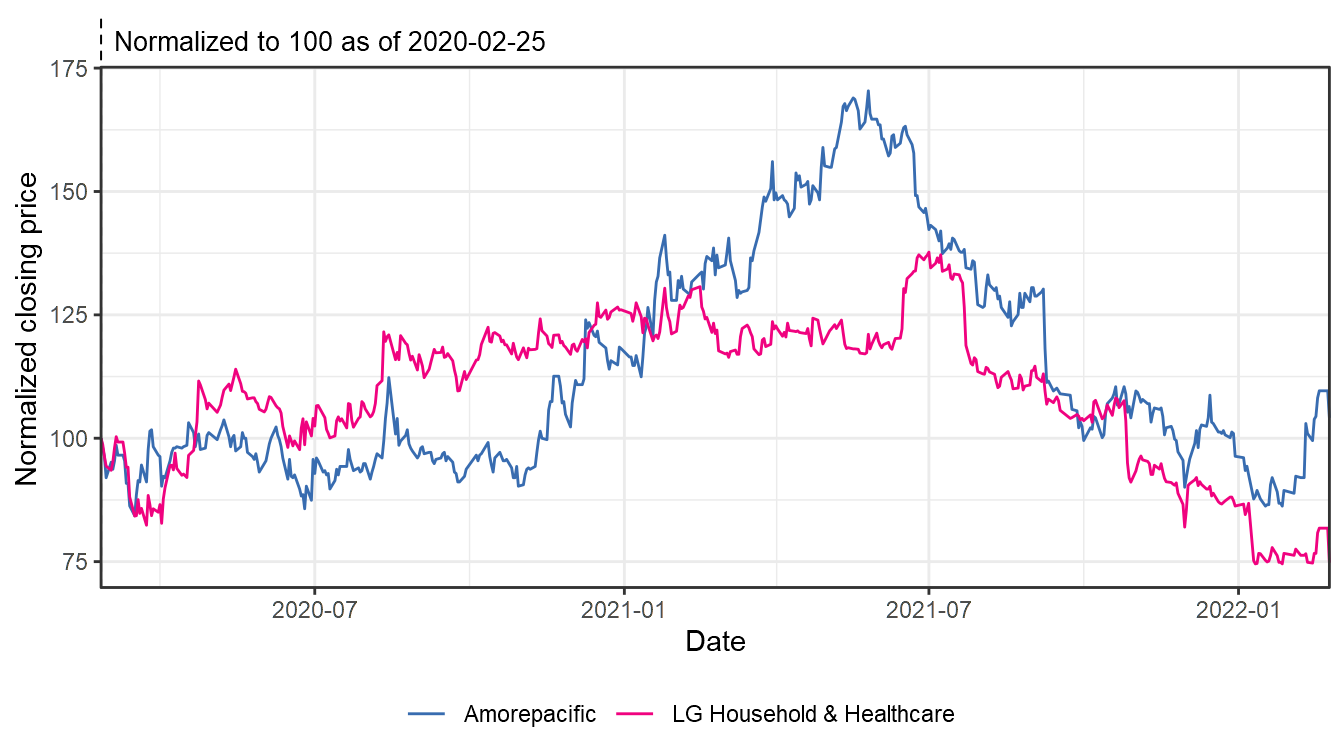 Normalized to 100 as of 2020-02-25
Normalized closing price
175
150
125
100
75
2020-07
2021-01
2021-07
2022-01
Date
Amorepacific
LG Household & Healthcare